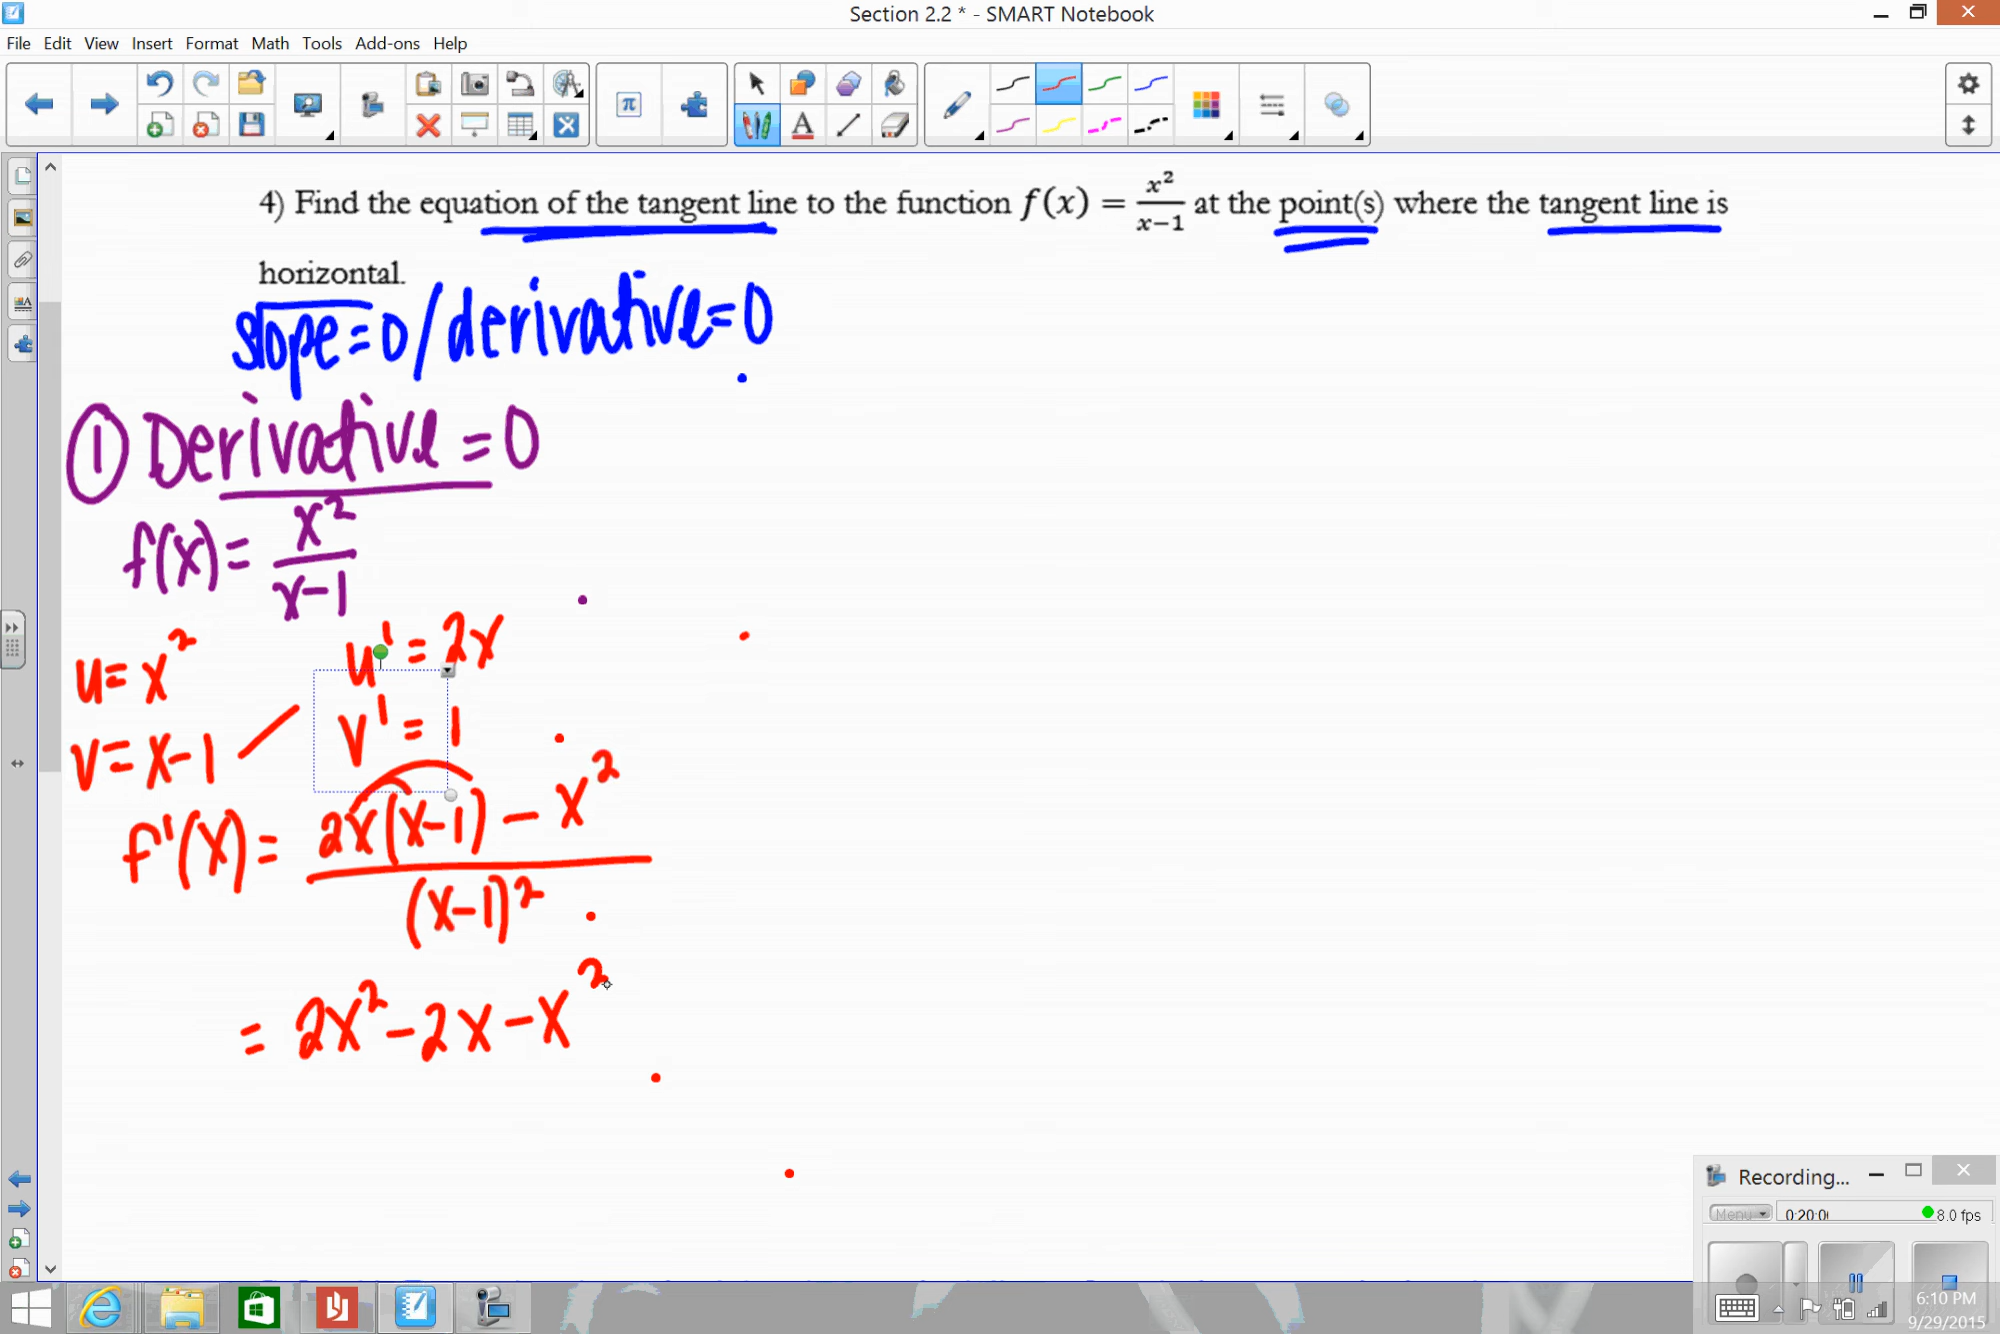 Section 2.2 * - SMART Notebook
File Edit View Insert Format Math Tools Add-ons Help
4) Find the equation of the tangent line to the function f(x) = x²/(x−1) at the point(s) where the tangent line is
horizontal.
slope=0/derivative=0
① Derivative=0
f(x)= x²/(x-1)
u=x² u'=2x
v=x-1 v'=1
f'(x)= (2x(x-1) - x²)/(x-1)²
= 2x²-2x-x²
Recording...
Menu 0:20:0 8.0 fps
6:10 PM
9/29/2015